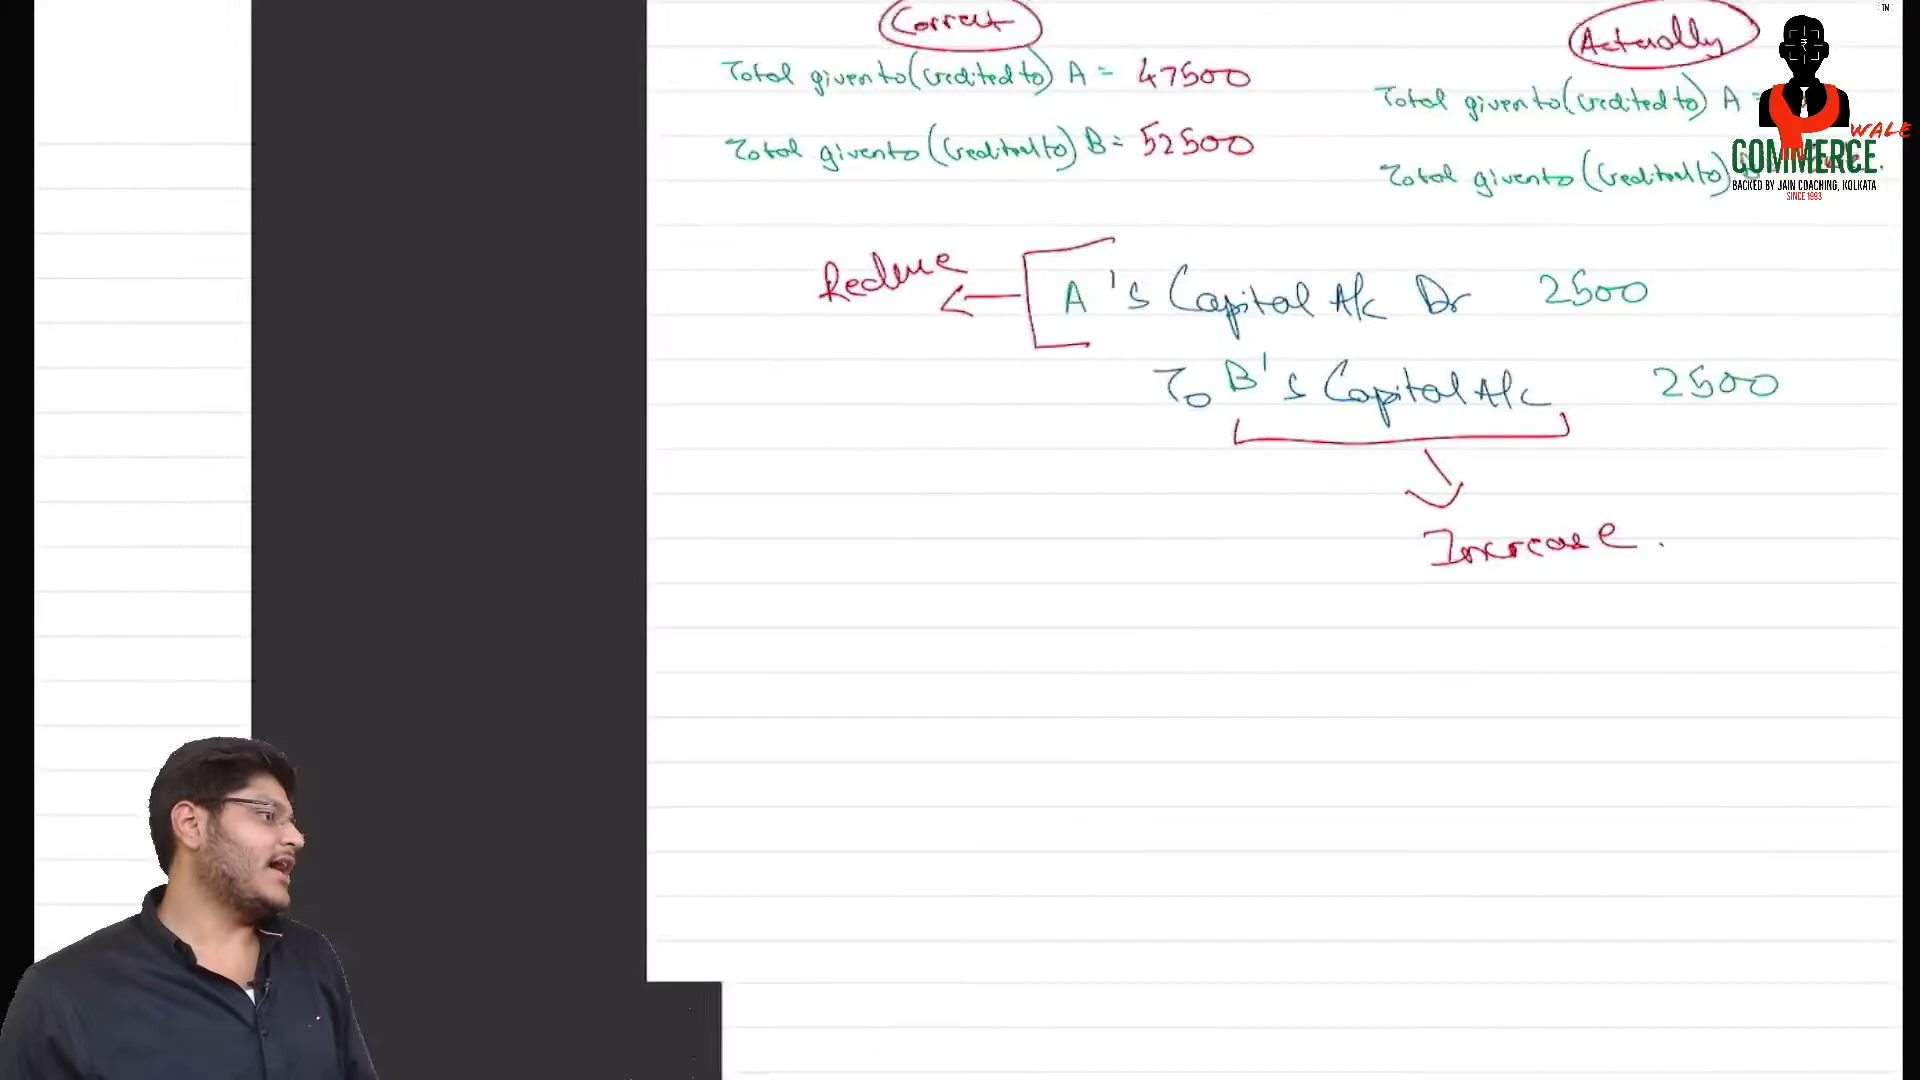 Correct
Total given to (credited to) A = 47500
Total given to (Credited to) B = 52500
Actually
Total given to (credited to) A =
Total given to (Credited to)
TM
WALE
COMMERCE
BACKED BY JAIN COACHING, KOLKATA
SINCE 1993
Reduce
A's Capital A/c Dr 2500
To B's Capital A/c 2500
Increase.